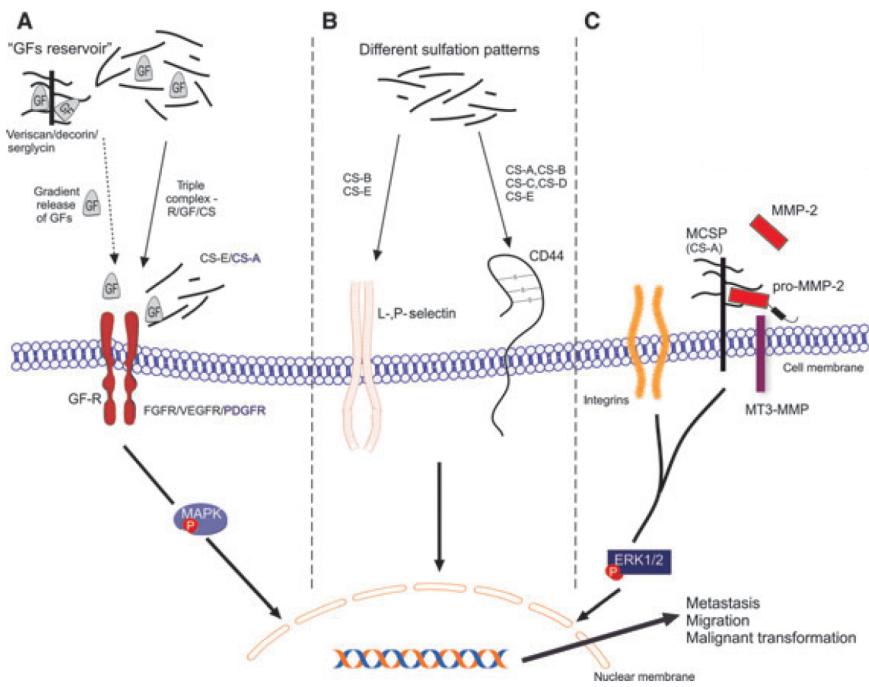 A
"GFs reservoir"
GF
GF
GF
GF
GF
Veriscan/decorin/
serglycin
Gradient
release
of GFs
GF
Triple
complex -
R/GF/CS
CS-E/CS-A
GF
GF
GF-R
FGFR/VEGFR/PDGFR
MAPK
P
B
Different sulfation patterns
CS-B
CS-E
CS-A,CS-B
CS-C,CS-D
CS-E
CD44
S
S
S
L-,P- selectin
C
MMP-2
MCSP
(CS-A)
pro-MMP-2
Cell membrane
Integrins
MT3-MMP
ERK1/2
P
Metastasis
Migration
Malignant transformation
Nuclear membrane